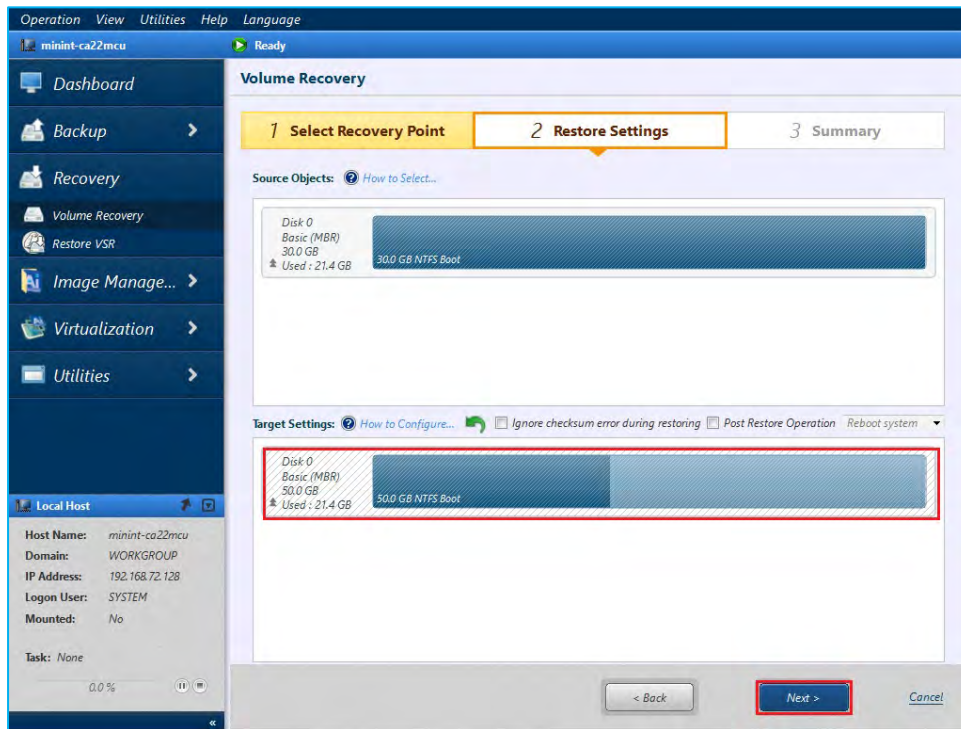 Operation View Utilities Help Language
minint-ca22mcu
Ready
Dashboard
Backup
Recovery
Volume Recovery
Restore VSR
Image Manage...
Virtualization
Utilities
Local Host
Host Name: minint-ca22mcu
Domain: WORKGROUP
IP Address: 192.168.72.128
Logon User: SYSTEM
Mounted: No
Task: None
0.0 %
«
Volume Recovery
1 Select Recovery Point
2 Restore Settings
3 Summary
Source Objects: How to Select...
Disk 0
Basic (MBR)
30.0 GB
Used : 21.4 GB
30.0 GB NTFS Boot
Target Settings: How to Configure... Ignore checksum error during restoring Post Restore Operation Reboot system
Disk 0
Basic (MBR)
50.0 GB
Used : 21.4 GB
50.0 GB NTFS Boot
< Back
Next >
Cancel